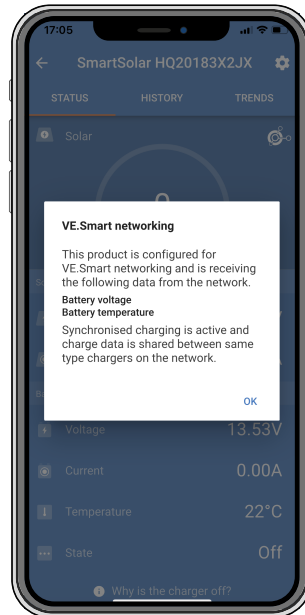 17:05
SmartSolar HQ20183X2JX
STATUS HISTORY TRENDS
Solar
VE.Smart networking
This product is configured for
VE.Smart networking and is receiving
the following data from the network.
Battery voltage
Battery temperature
Synchronised charging is active and
charge data is shared between same
type chargers on the network.
OK
Voltage 13.53V
Current 0.00A
Temperature 22°C
State Off
Why is the charger off?